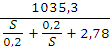 1035,3
S/0,2 + 0,2/S + 2,78